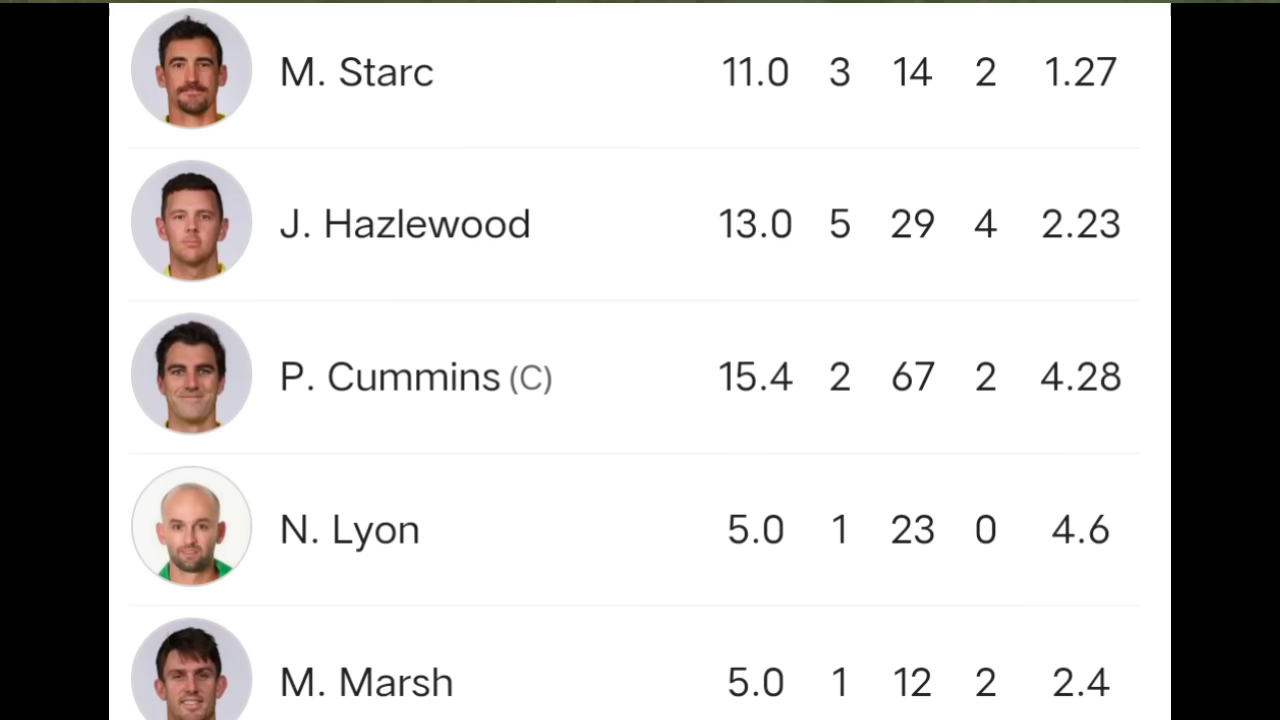 M. Starc 11.0 3 14 2 1.27
J. Hazlewood 13.0 5 29 4 2.23
P. Cummins (C) 15.4 2 67 2 4.28
N. Lyon 5.0 1 23 0 4.6
M. Marsh 5.0 1 12 2 2.4